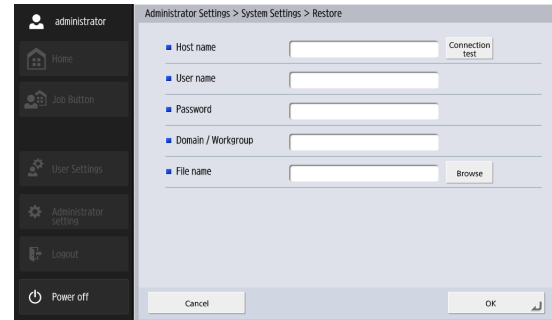 administrator
Administrator Settings > System Settings > Restore
Home
Job Button
User Settings
Administrator
setting
Logout
Power off
Host name
Connection
test
User name
Password
Domain / Workgroup
File name
Browse
Cancel
OK